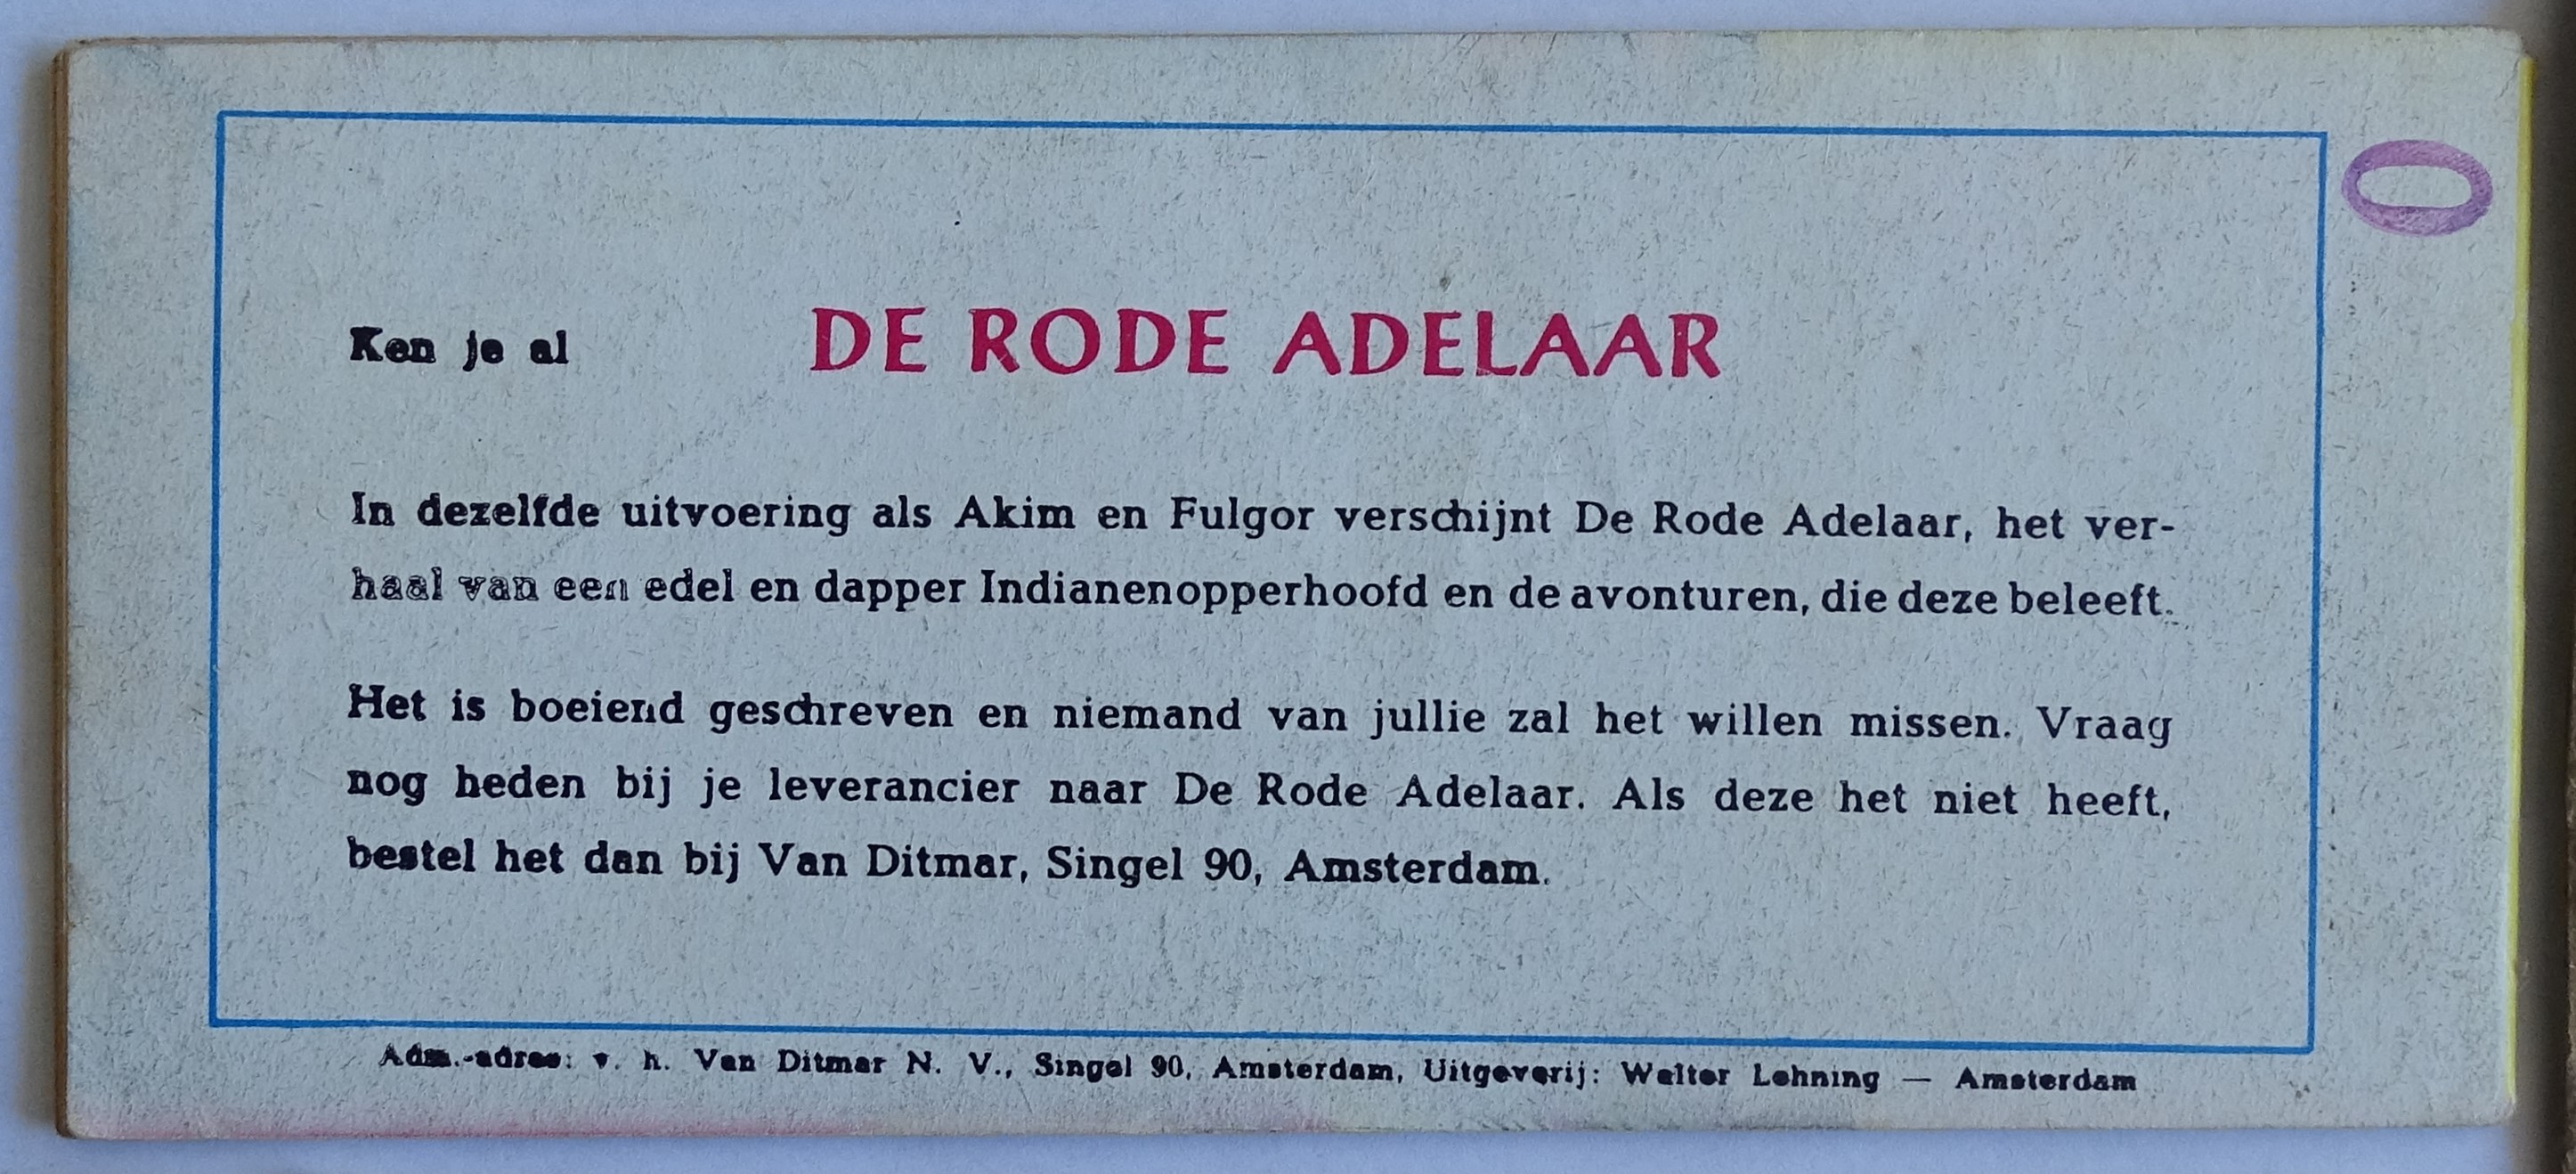 Ken je al DE RODE ADELAAR
In dezelfde uitvoering als Akim en Fulgor verschijnt De Rode Adelaar, het ver-
haal van een edel en dapper Indianenopperhoofd en de avonturen, die deze beleeft.
Het is boeiend geschreven en niemand van jullie zal het willen missen. Vraag
nog heden bij je leverancier naar De Rode Adelaar. Als deze het niet heeft,
bestel het dan bij Van Ditmar, Singel 90, Amsterdam.
Adm.-adres: v. h. Van Ditmar N. V., Singel 90, Amsterdam, Uitgeverij: Walter Lehning — Amsterdam